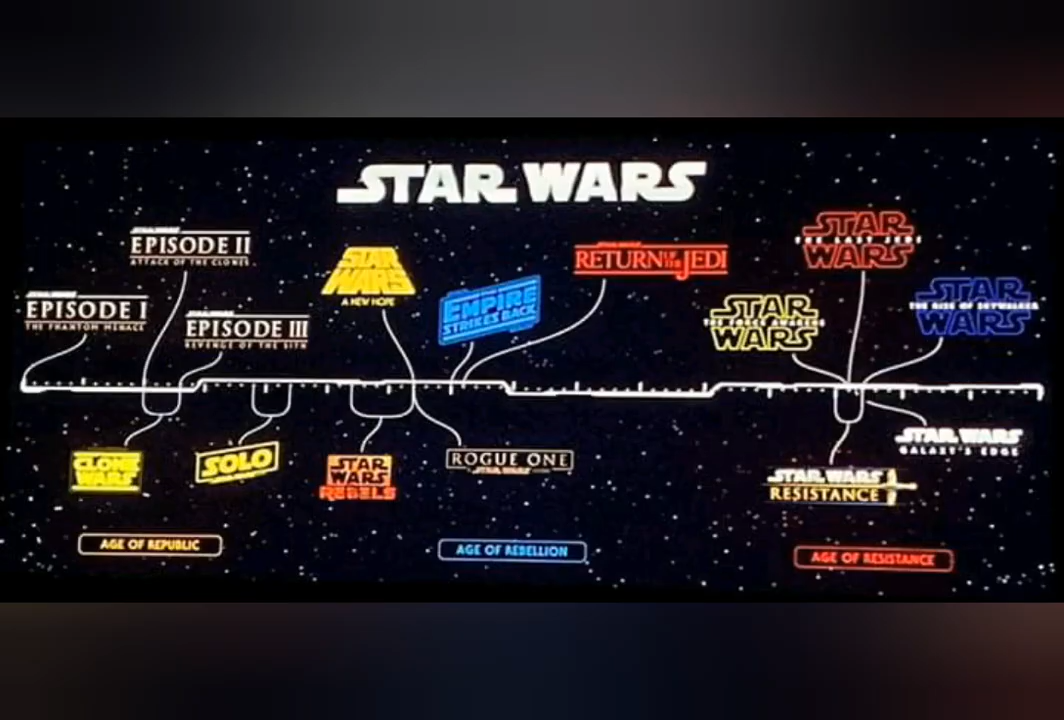 STAR WARS
EPISODE I
THE PHANTOM MENACE
EPISODE II
ATTACK OF THE CLONES
EPISODE III
REVENGE OF THE SITH
STAR
WARS
A NEW HOPE
EMPIRE
STRIKES BACK
RETURN OF THE JEDI
STAR
THE FORCE AWAKENS
WARS
STAR
THE LAST JEDI
WARS
STAR
THE RISE OF SKYWALKER
WARS
CLONE
WARS
SOLO
STAR
WARS
REBELS
ROGUE ONE
STAR WARS
STAR WARS
RESISTANCE
STAR WARS
GALAXY'S EDGE
AGE OF REPUBLIC
AGE OF REBELLION
AGE OF RESISTANCE